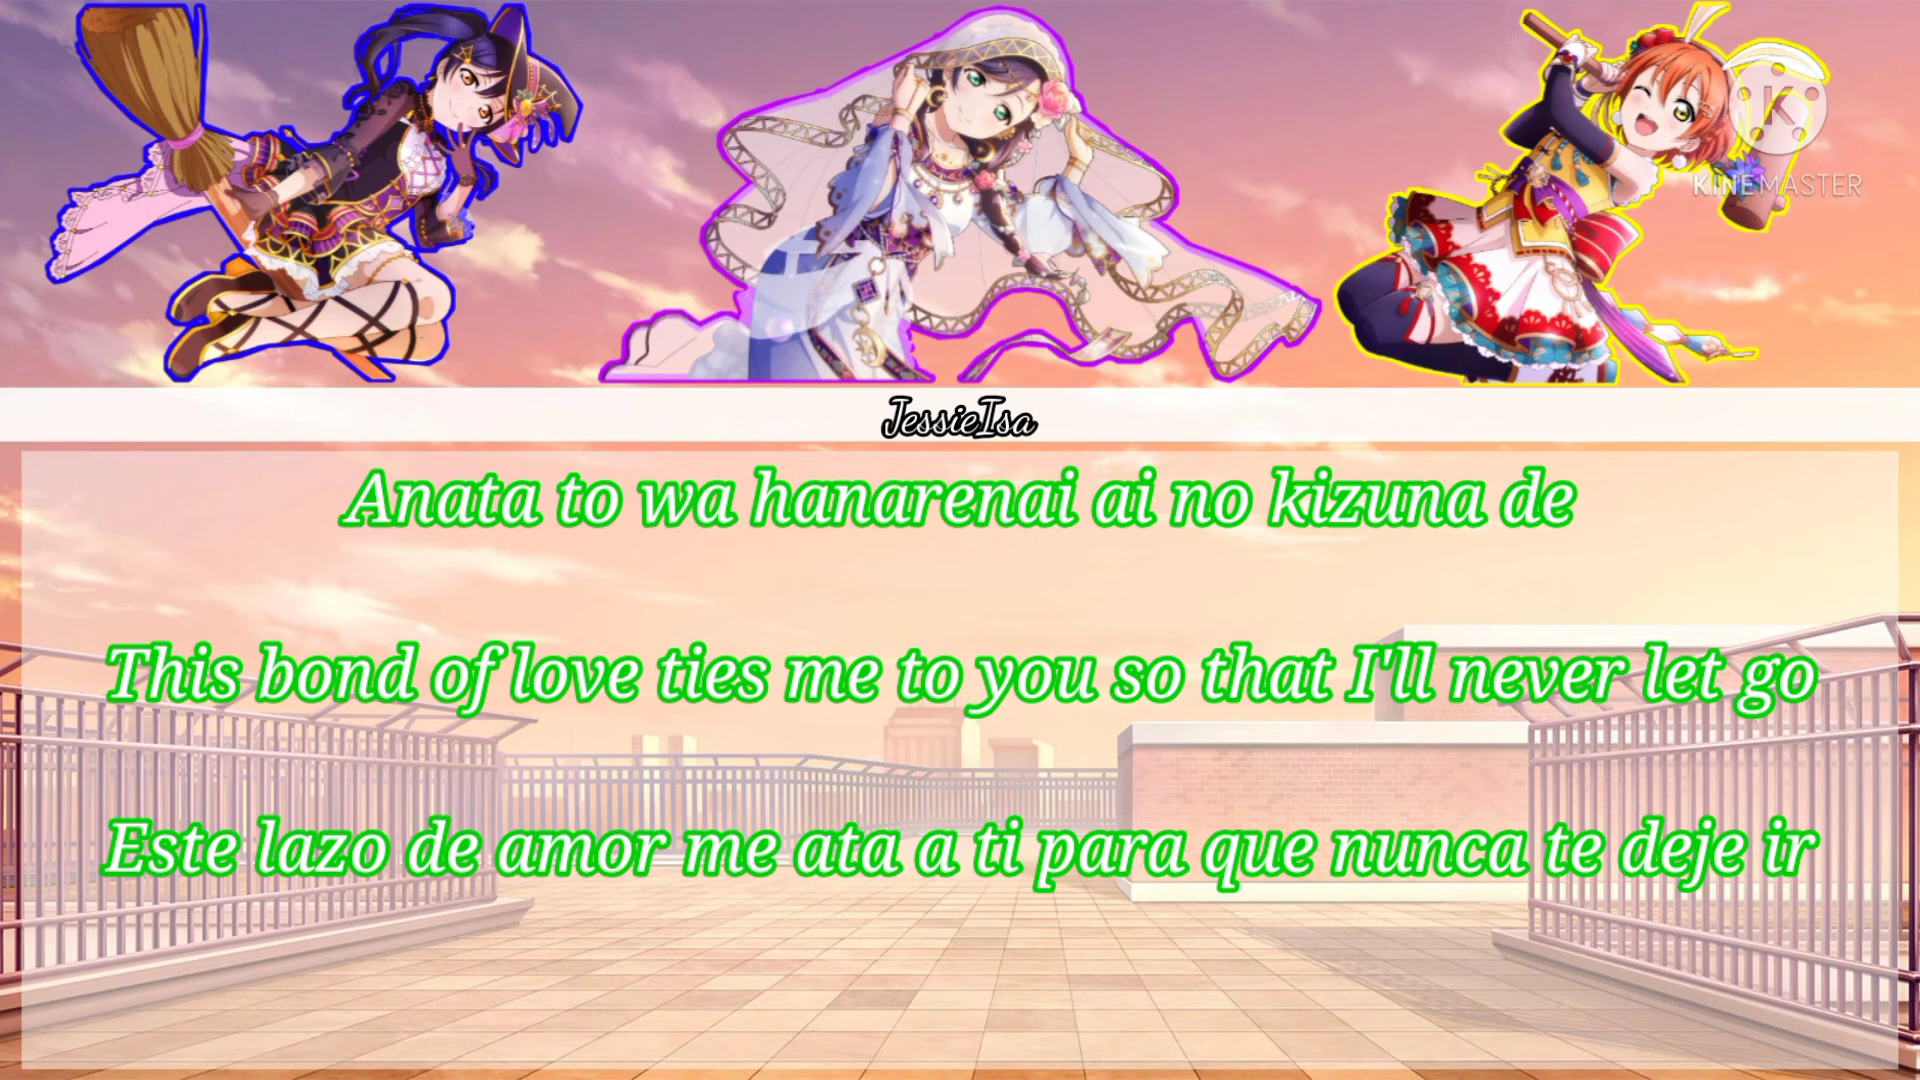 K
KINEMASTER
JessieIsa
Anata to wa hanarenai ai no kizuna de
This bond of love ties me to you so that I'll never let go
Este lazo de amor me ata a ti para que nunca te deje ir